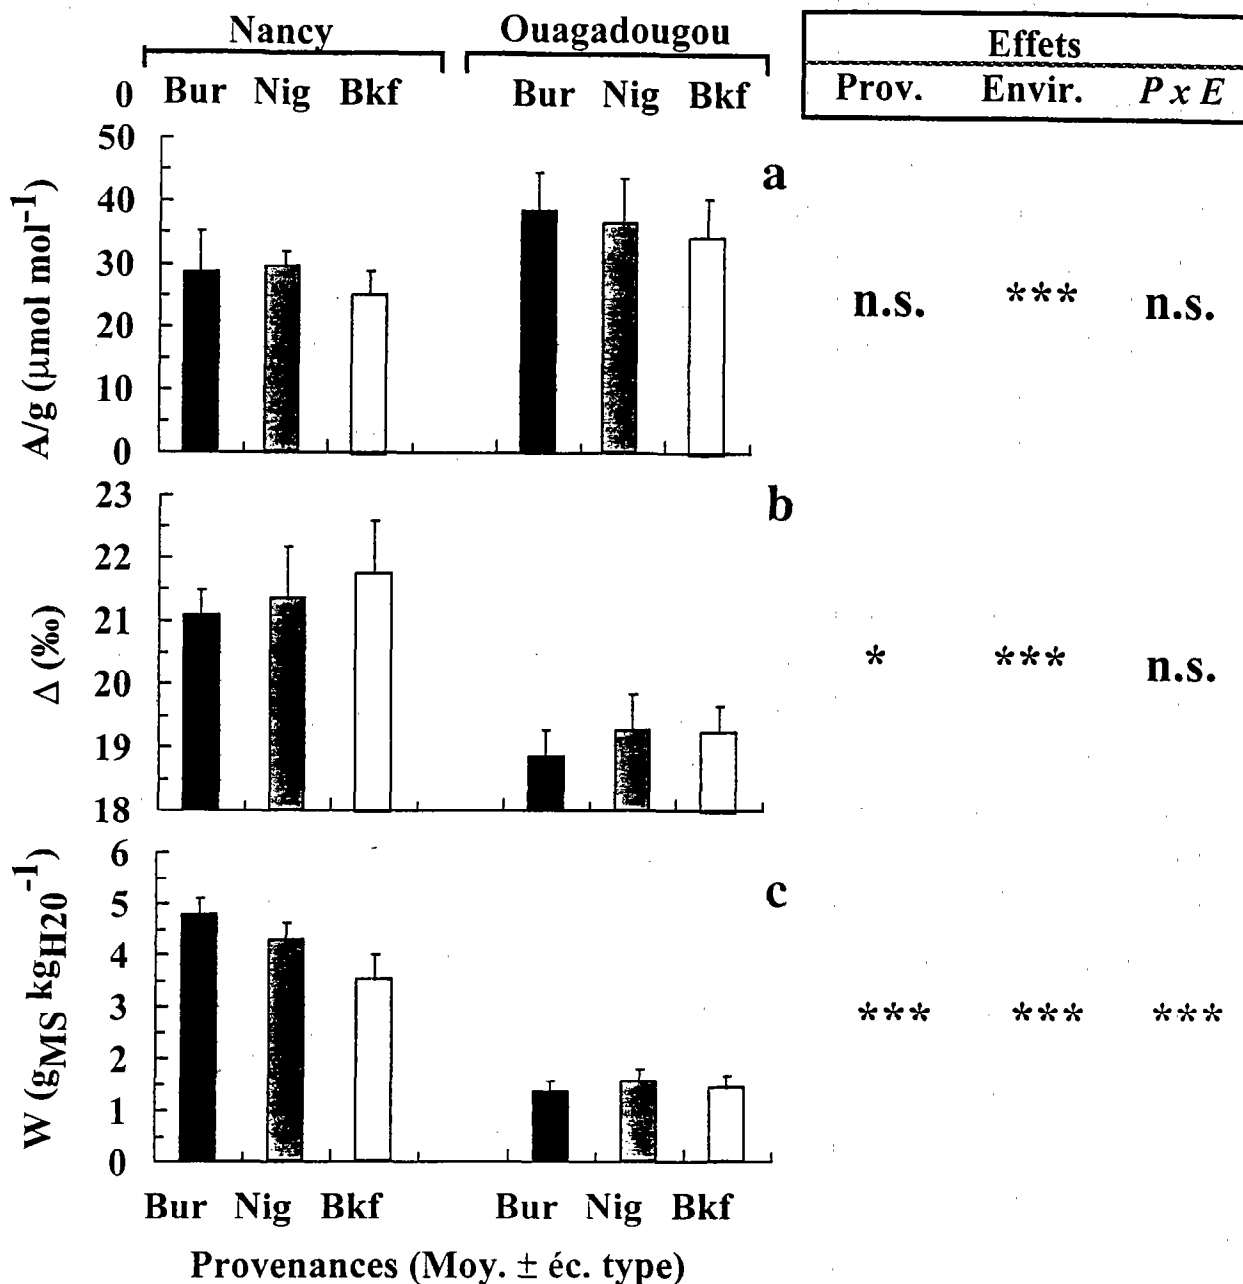 Nancy Ouagadougou Effets
0 Bur Nig Bkf Bur Nig Bkf Prov. Envir. P x E
50
40
30
20
10
0
A/g (µmol mol⁻¹)
a
n.s. *** n.s.
23
22
21
20
19
18
Δ (‰)
b
* *** n.s.
6
5
4
3
2
1
0
W (gMS kgH20⁻¹)
c
*** *** ***
Bur Nig Bkf Bur Nig Bkf
Provenances (Moy. ± éc. type)